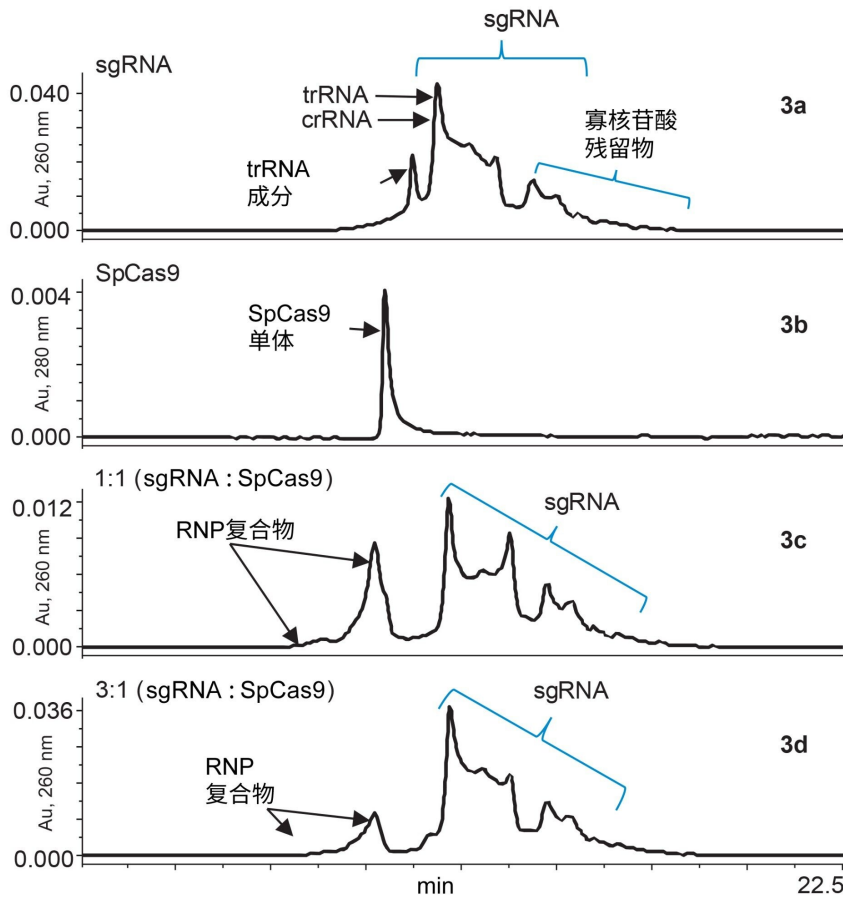 sgRNA
sgRNA
3a
0.040
trRNA
crRNA
寡核苷酸
残留物
trRNA
成分
Au, 260 nm
0.000
SpCas9
3b
0.004
SpCas9
单体
Au, 280 nm
0.000
1:1 (sgRNA : SpCas9)
sgRNA
3c
0.012
RNP复合物
Au, 260 nm
0.000
3:1 (sgRNA : SpCas9)
sgRNA
3d
0.036
RNP
复合物
Au, 260 nm
0.000
min
22.5